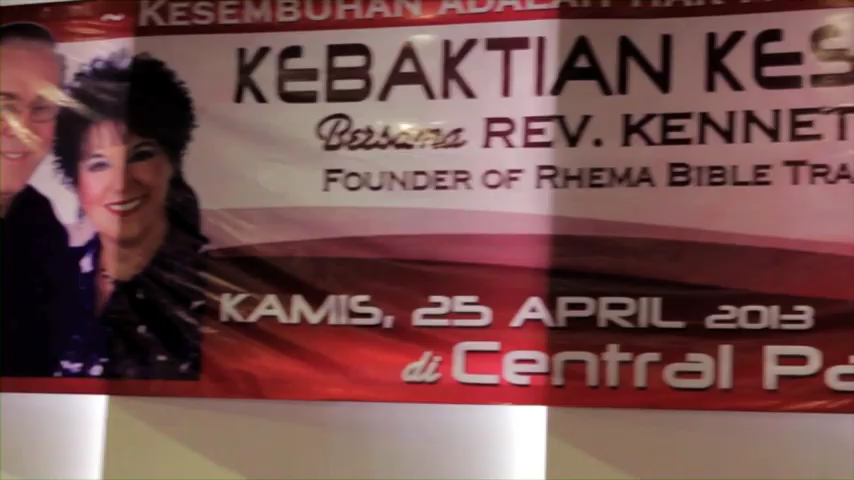 ~ KESEMBUHAN ADALAH HAK
KEBAKTIAN KES
Bersama REV. KENNET
FOUNDER OF RHEMA BIBLE TRA
KAMIS, 25 APRIL 2013
di Central Pa